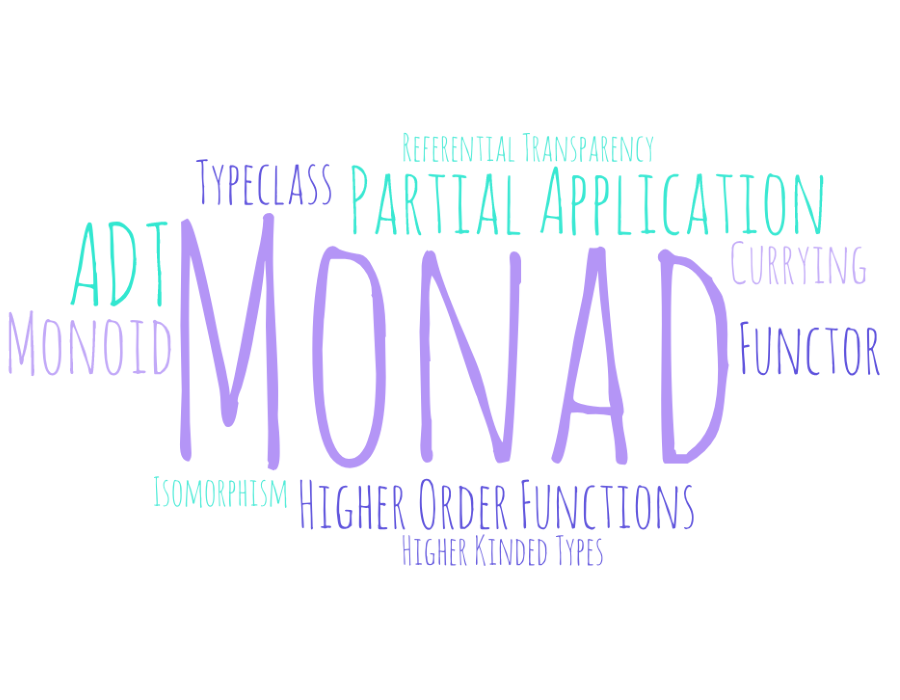 Referential Transparency
Typeclass
Partial Application
ADT
Monad
Currying
Monoid
Functor
Isomorphism
Higher Order Functions
Higher Kinded Types